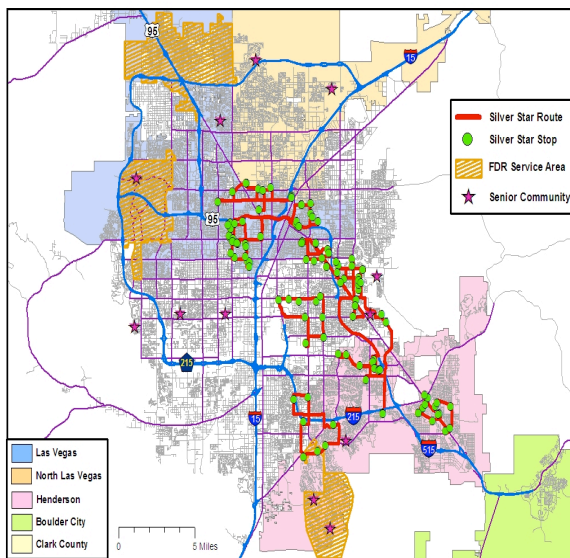 95
15
Silver Star Route
Silver Star Stop
FDR Service Area
Senior Community
95
215
15
215
515
Las Vegas
North Las Vegas
Henderson
Boulder City
Clark County
0
5 Miles